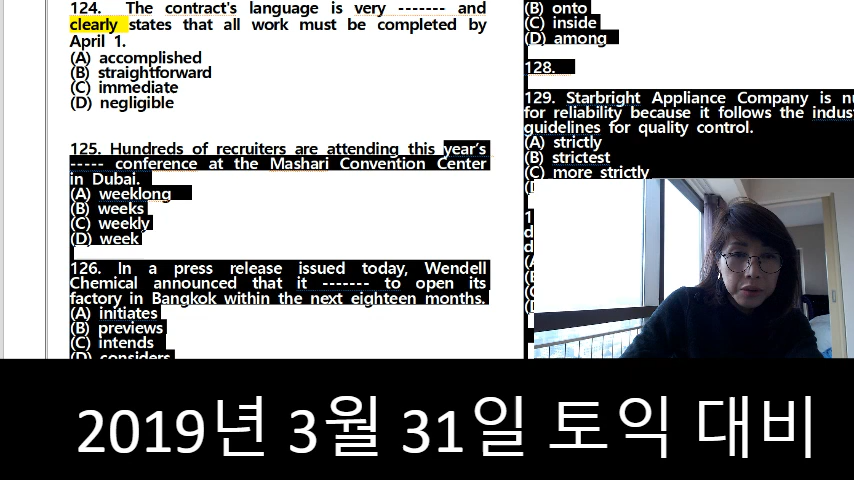 124. The contract's language is very ------- and
clearly states that all work must be completed by
April 1.
(A) accomplished
(B) straightforward
(C) immediate
(D) negligible
125. Hundreds of recruiters are attending this year's
----- conference at the Mashari Convention Center
in Dubai.
(A) weeklong
(B) weeks
(C) weekly
(D) week
126. In a press release issued today, Wendell
Chemical announced that it ------- to open its
factory in Bangkok within the next eighteen months.
(A) initiates
(B) previews
(C) intends
(D) considers
(B) onto
(C) inside
(D) among
128.
129. Starbright Appliance Company is
for reliability because it follows the
guidelines for quality control.
(A) strictly
(B) strictest
(C) more strictly
2019년 3월 31일 토익 대비